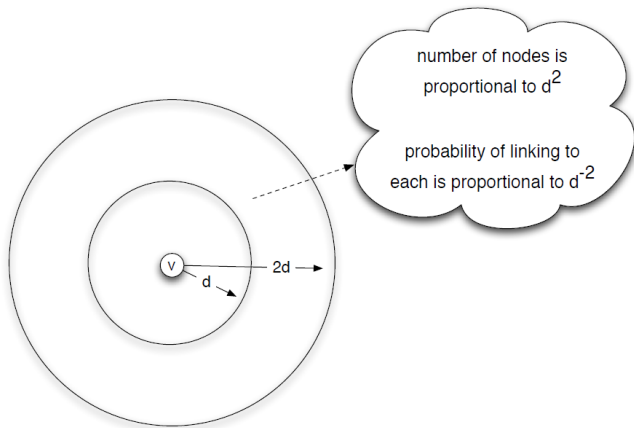 number of nodes is
proportional to d²
probability of linking to
each is proportional to d⁻²
v
2d
d